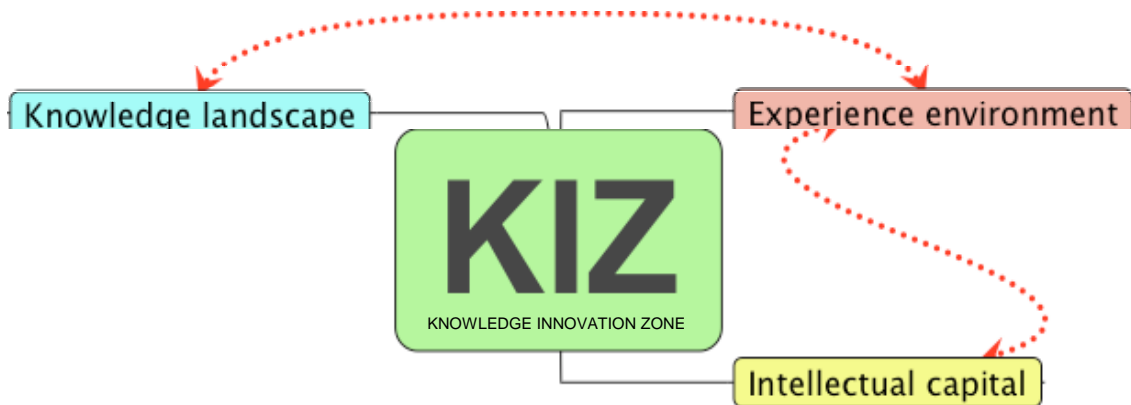 Knowledge landscape
Experience environment
KIZ
KNOWLEDGE INNOVATION ZONE
Intellectual capital